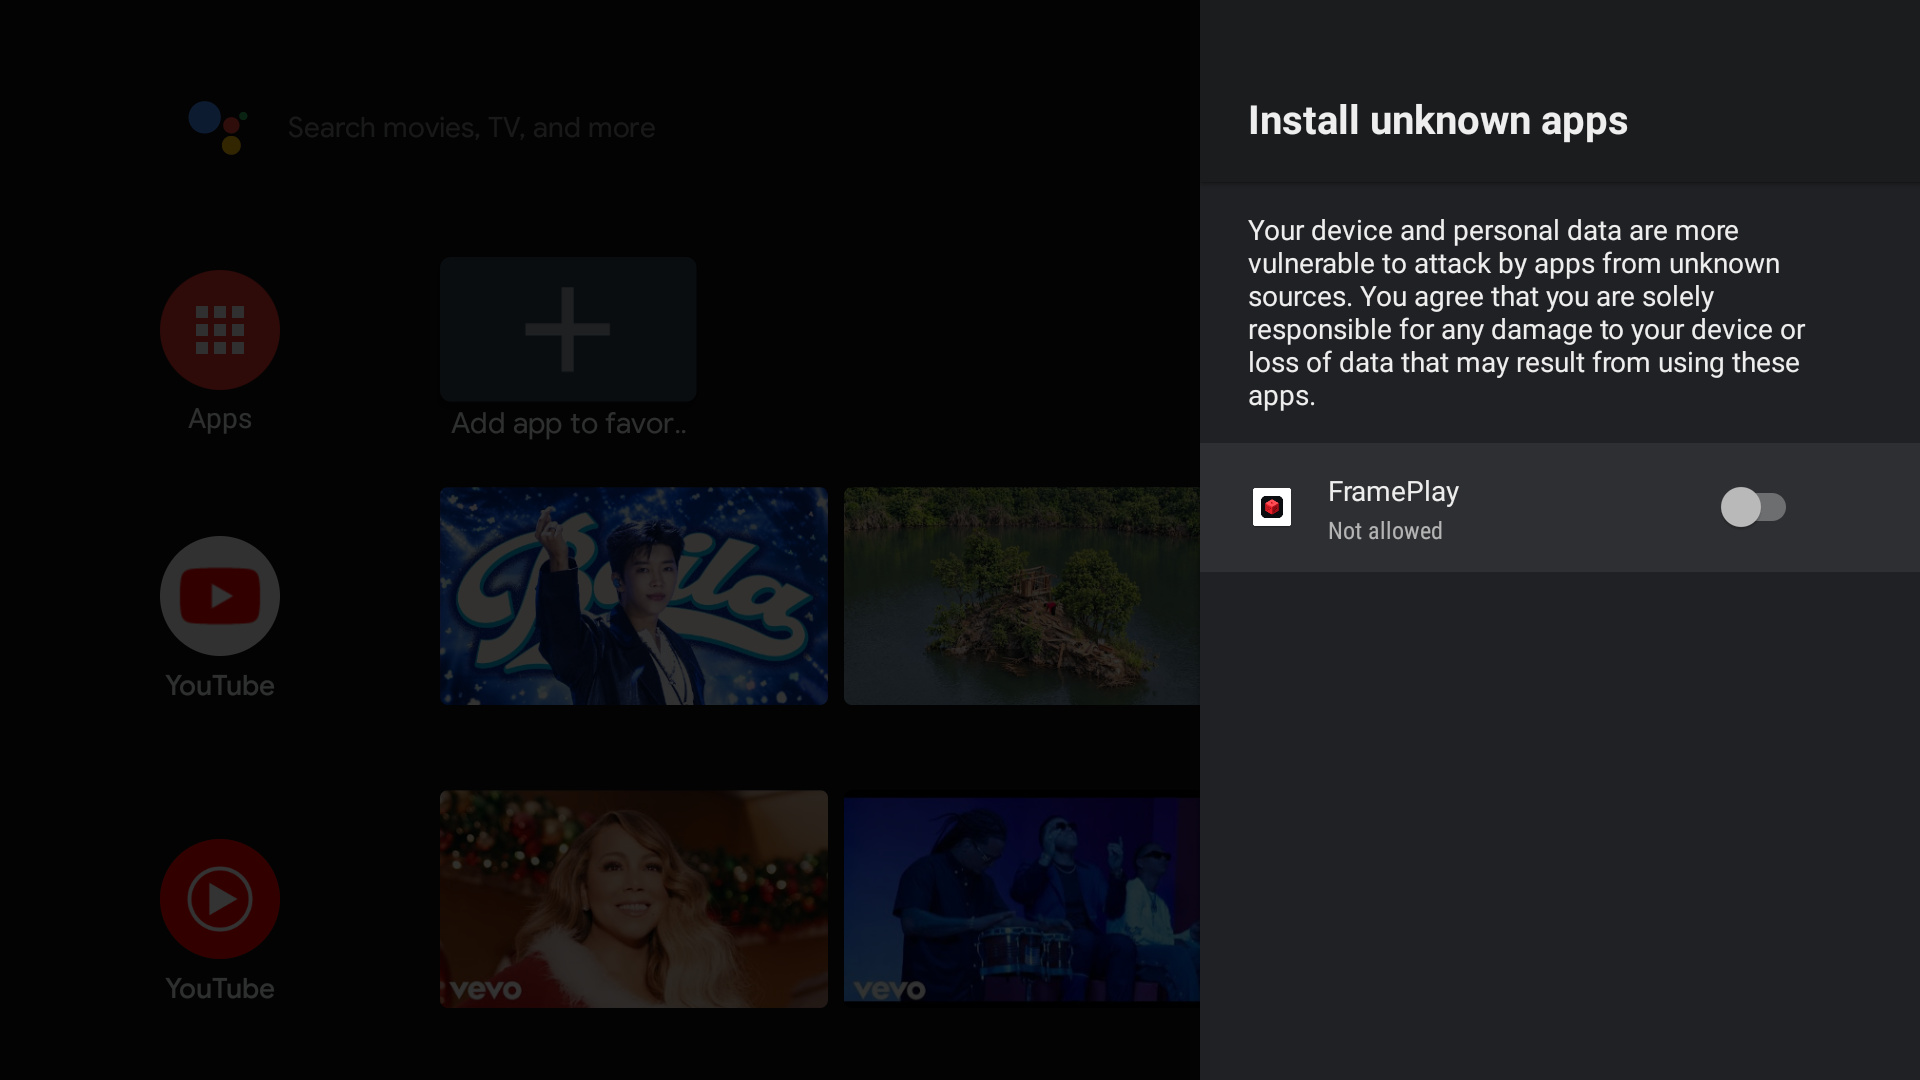 Search movies, TV, and more
Install unknown apps
Your device and personal data are more
vulnerable to attack by apps from unknown
sources. You agree that you are solely
responsible for any damage to your device or
loss of data that may result from using these
apps.
FramePlay
Not allowed
Apps
Add app to favor..
Baila
YouTube
vevo
vevo
YouTube